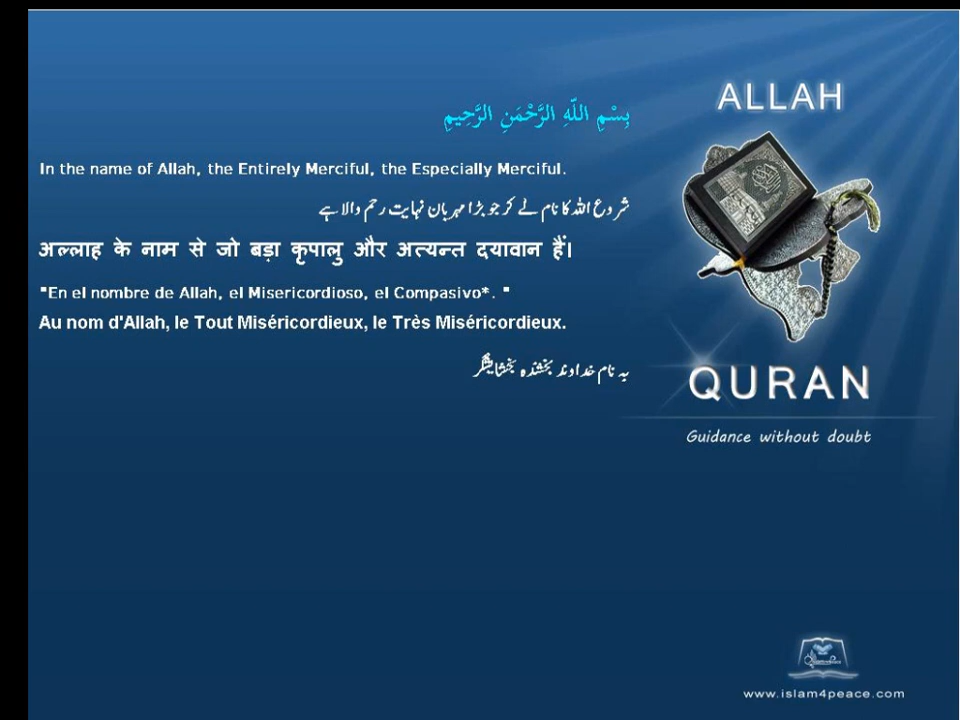 بِسْمِ اللّهِ الرَّحْمَنِ الرَّحِيمِ
In the name of Allah, the Entirely Merciful, the Especially Merciful.
شروع الله کا نام لے کر جو بڑا مہربان نہایت رحم والا ہے
अल्लाह के नाम से जो बड़ा कृपालु और अत्यन्त दयावान हैं।
"En el nombre de Allah, el Misericordioso, el Compasivo*. "
Au nom d'Allah, le Tout Miséricordieux, le Très Miséricordieux.
به نام خداوند بخشنده بخشایشگر
ALLAH
QURAN
Guidance without doubt
www.islam4peace.com